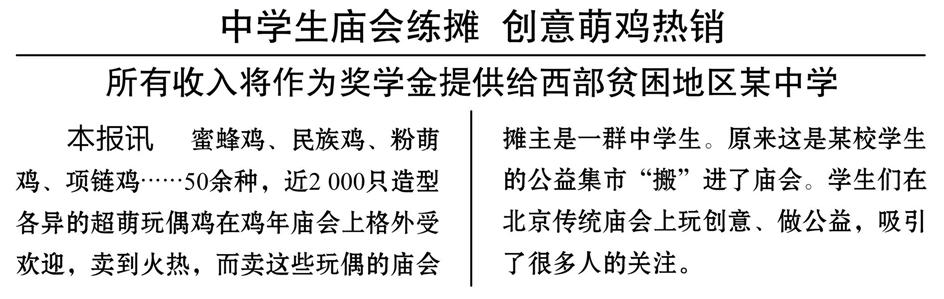 中学生庙会练摊 创意萌鸡热销
所有收入将作为奖学金提供给西部贫困地区某中学
本报讯 蜜蜂鸡、民族鸡、粉萌
鸡、项链鸡……50余种，近2 000只造型
各异的超萌玩偶鸡在鸡年庙会上格外受
欢迎，卖到火热，而卖这些玩偶的庙会
摊主是一群中学生。原来这是某校学生
的公益集市“搬”进了庙会。学生们在
北京传统庙会上玩创意、做公益，吸引
了很多人的关注。